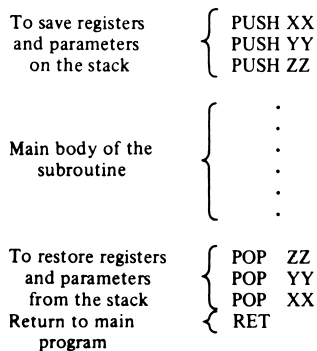 To save registers PUSH XX
and parameters PUSH YY
on the stack PUSH ZZ
.
.
Main body of the .
subroutine .
.
.
To restore registers POP ZZ
and parameters POP YY
from the stack POP XX
Return to main RET
program